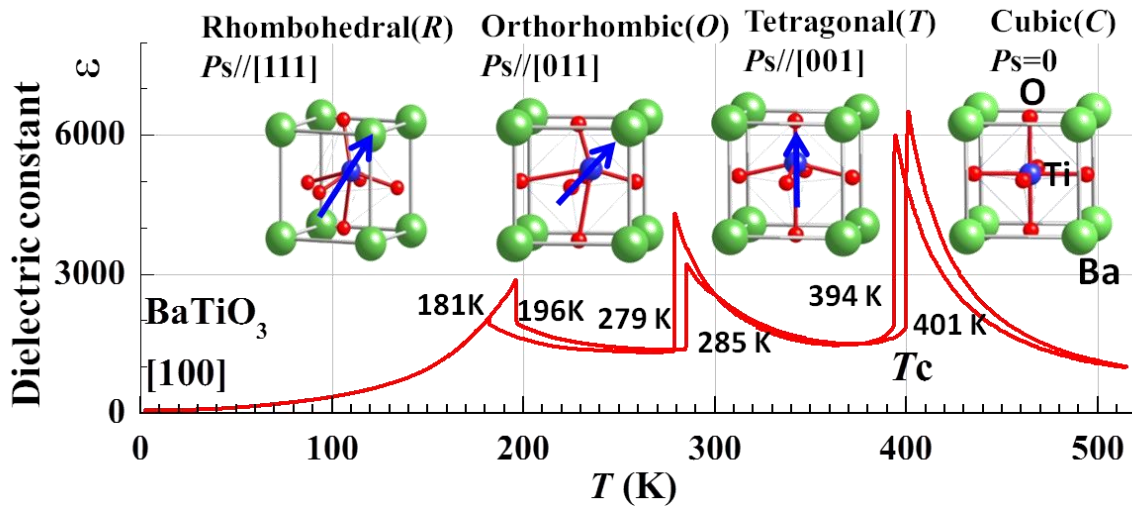 Rhombohedral(R)
Ps//[111]
Orthorhombic(O)
Ps//[011]
Tetragonal(T)
Ps//[001]
Cubic(C)
Ps=0
O
Ti
Ba
Dielectric constant ε
6000
3000
0
BaTiO₃
[100]
181K
196K
279 K
285 K
394 K
401 K
Tc
0
100
200
300
400
500
T (K)